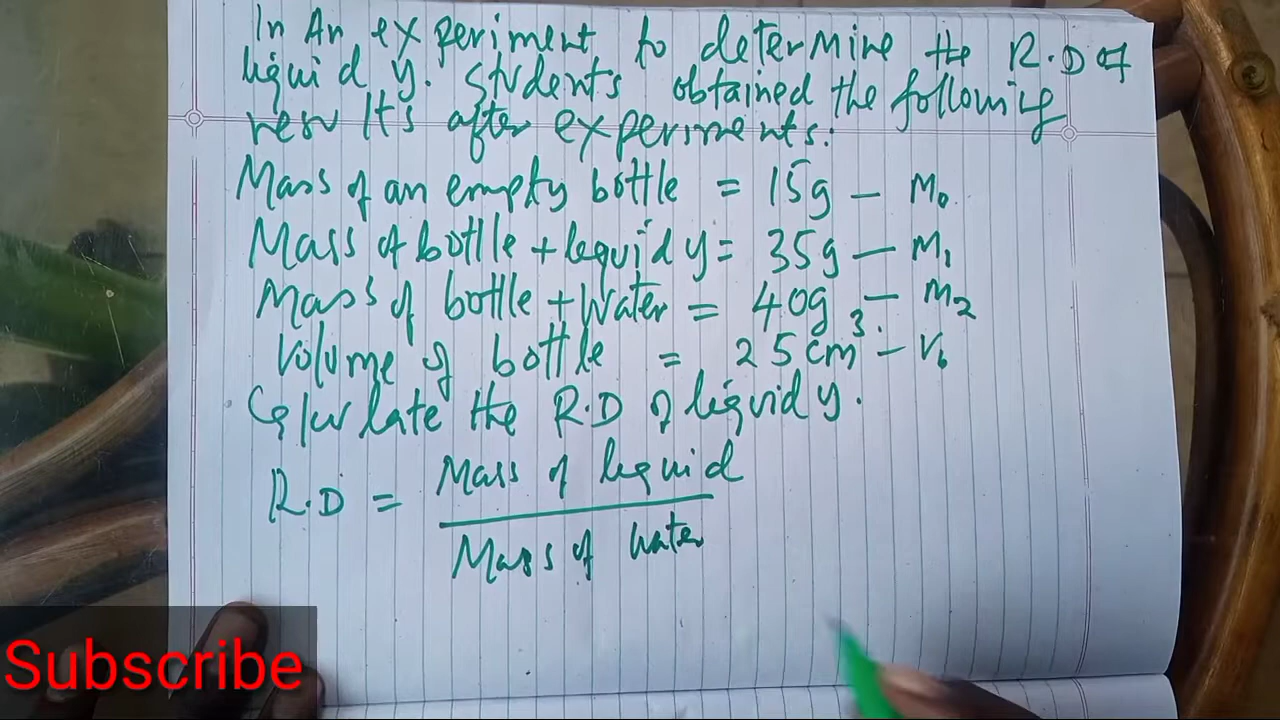 In An experiment to determine the R.D of
liquid y. Students obtained the following
results after experiments.
Mass of an empty bottle = 15g — M₀
Mass of bottle + liquid y = 35g — M₁
Mass of bottle + Water = 40g — M₂
Volume of bottle = 25cm³. — V₀
Calculate the R.D of liquid y.
R.D = Mass of liquid
Mass of water
Subscribe